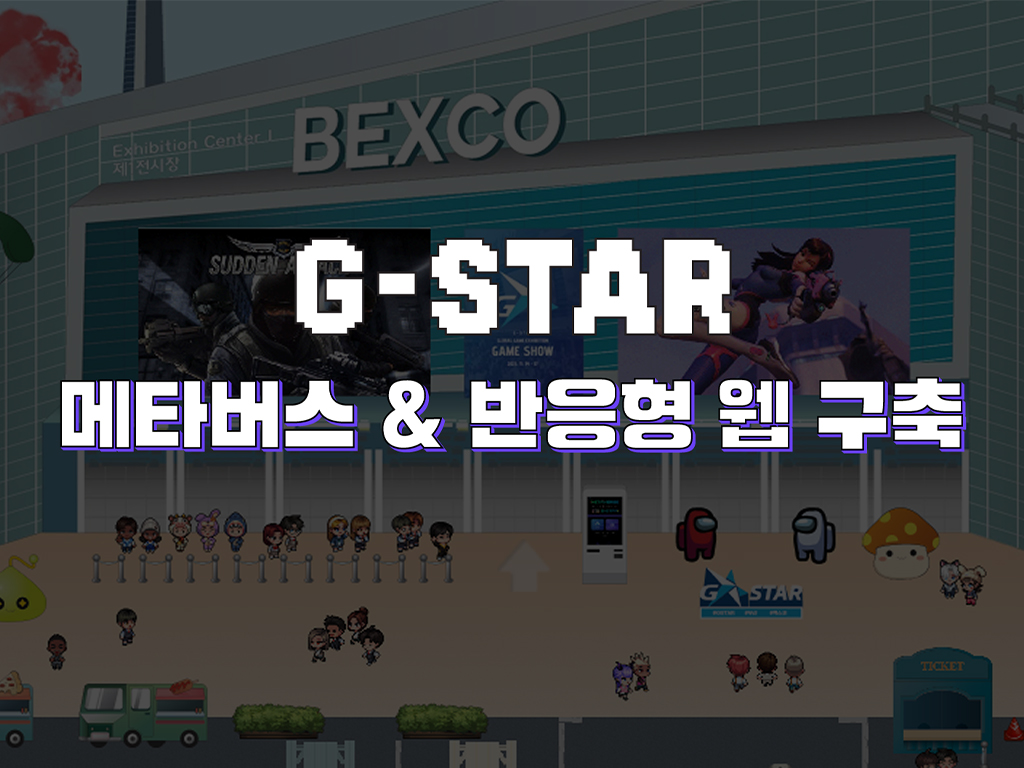 BEXCO
Exhibition Center I
제1전시장
SUDDEN ATTACK
G-STAR
GAME SHOW
메타버스 & 반응형 웹 구축
G STAR
TICKET